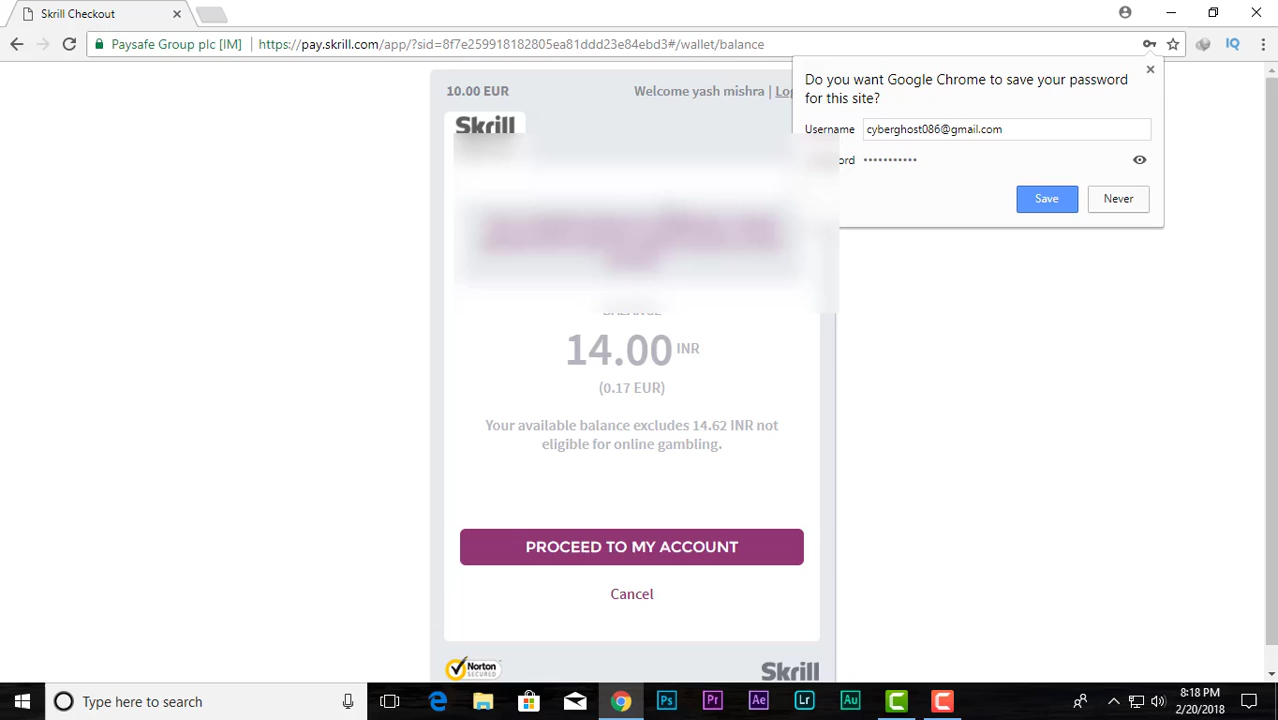 Skrill Checkout
Paysafe Group plc [IM]
https://pay.skrill.com/app/?sid=8f7e259918182805ea81ddd23e84ebd3#/wallet/balance
IQ
Do you want Google Chrome to save your password
for this site?
Username
cyberghost086@gmail.com
Save
Never
10.00 EUR
Welcome yash mishra |
Skrill
14.00 INR
(0.17 EUR)
Your available balance excludes 14.62 INR not
eligible for online gambling.
PROCEED TO MY ACCOUNT
Cancel
Norton
SECURED
Skrill
Type here to search
Ps
Pr
Ae
Lr
Au
C
C
8:18 PM
2/20/2018